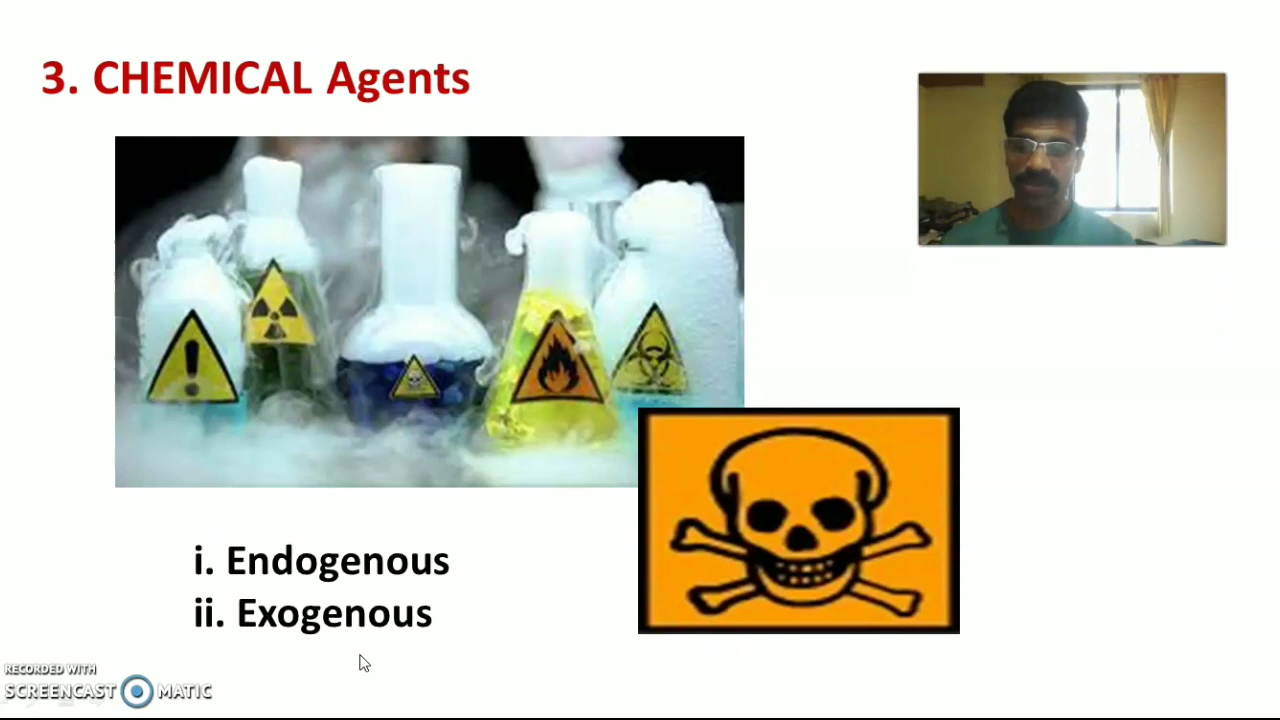 3. CHEMICAL Agents
i. Endogenous
ii. Exogenous
RECORDED WITH
SCREENCAST MATIC